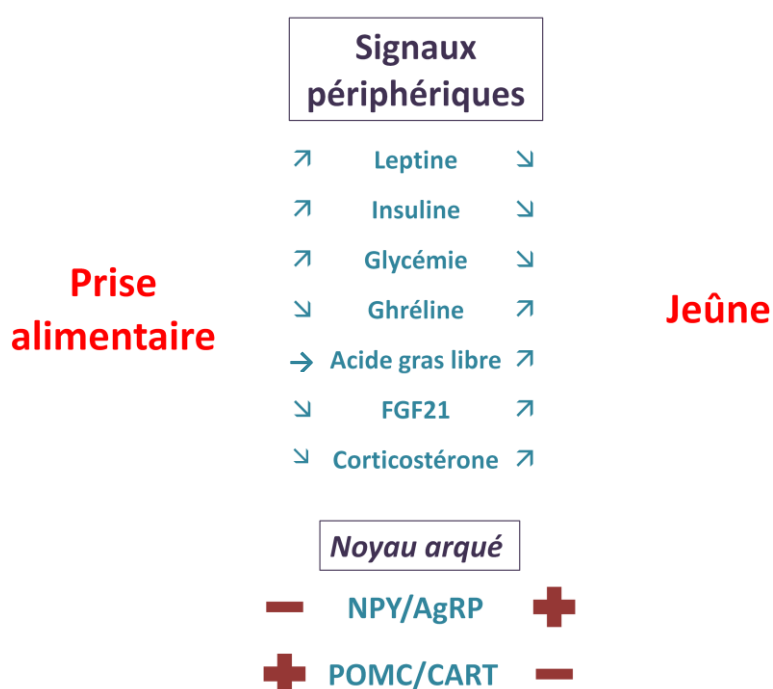 Signaux
périphériques
↗ Leptine ↘
↗ Insuline ↘
↗ Glycémie ↘
↘ Ghréline ↗
→ Acide gras libre ↗
↘ FGF21 ↗
↘ Corticostérone ↗
Prise
alimentaire
Jeûne
Noyau arqué
− NPY/AgRP +
+ POMC/CART −